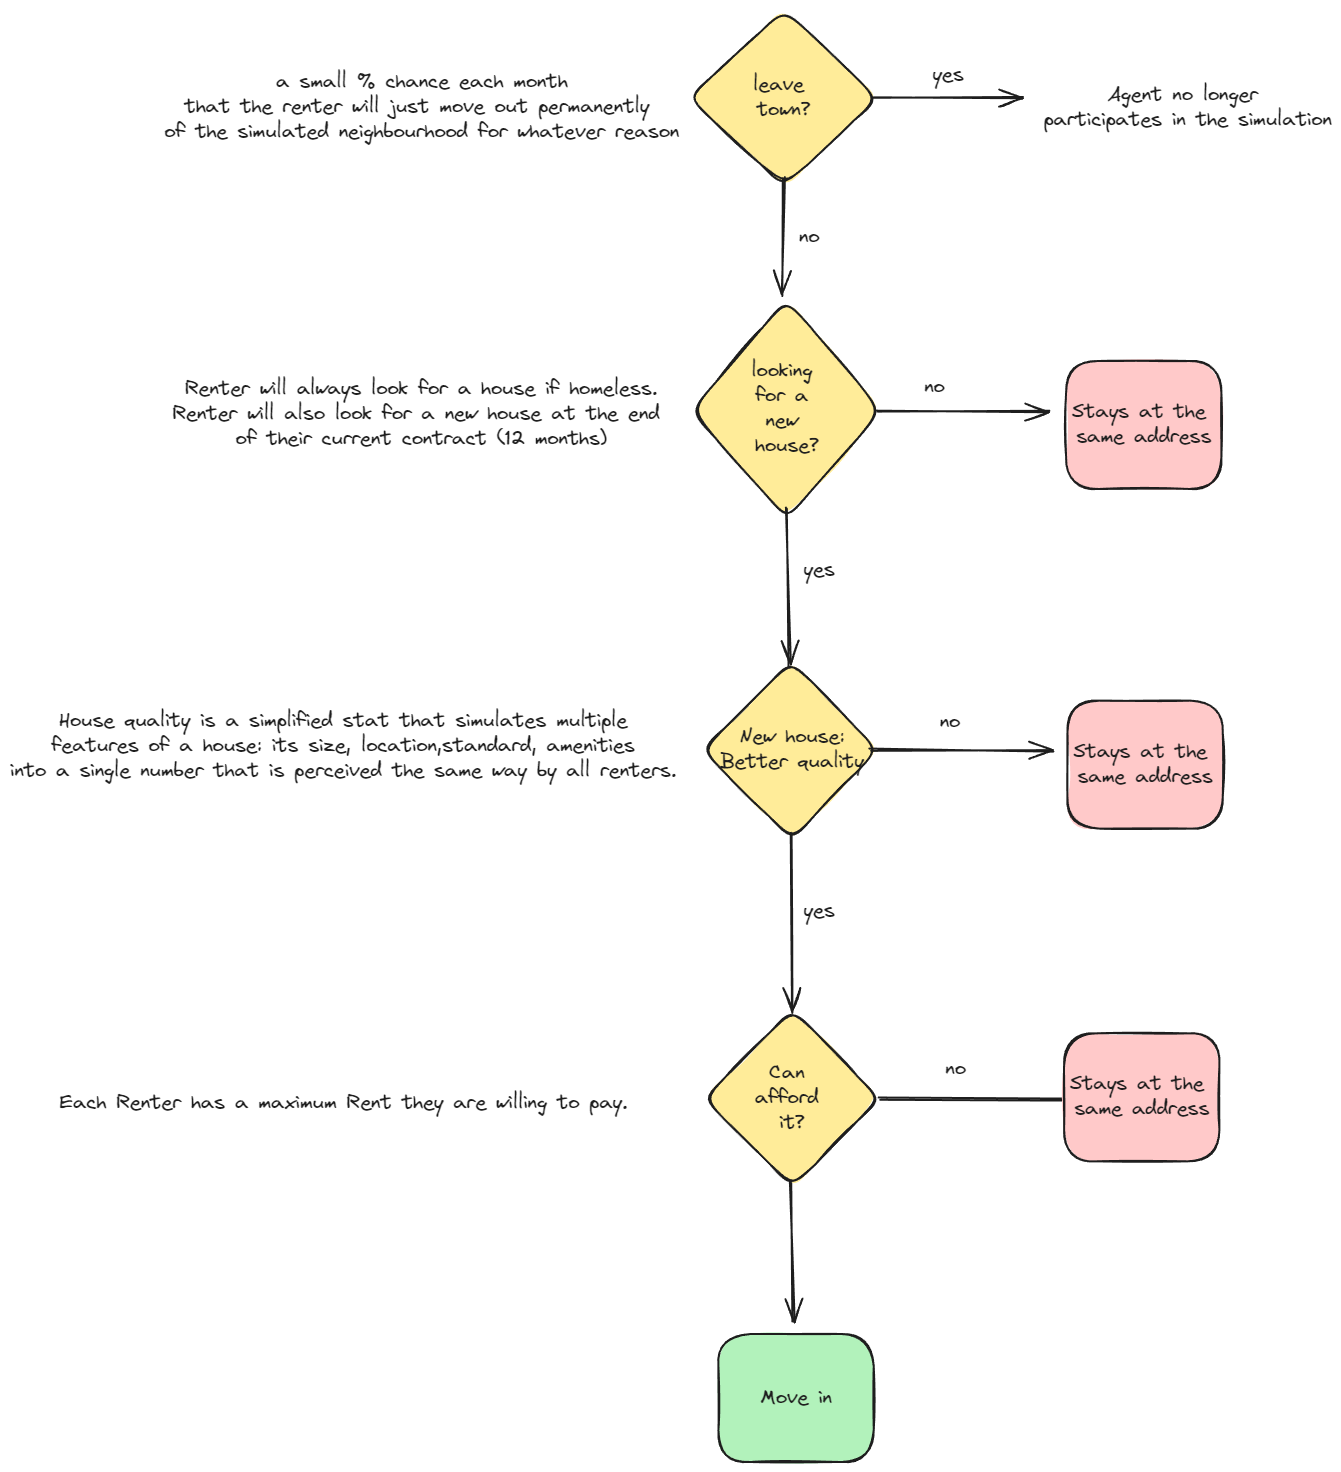 a small % chance each month
that the renter will just move out permanently
of the simulated neighbourhood for whatever reason
leave
town?
yes
Agent no longer
participates in the simulation
no
Renter will always look for a house if homeless.
Renter will also look for a new house at the end
of their current contract (12 months)
looking
for a
new
house?
no
Stays at the
same address
yes
House quality is a simplified stat that simulates multiple
features of a house: its size, location,standard, amenities
into a single number that is perceived the same way by all renters.
New house:
Better quality
no
Stays at the
same address
yes
Each Renter has a maximum Rent they are willing to pay.
Can
afford
it?
no
Stays at the
same address
Move in